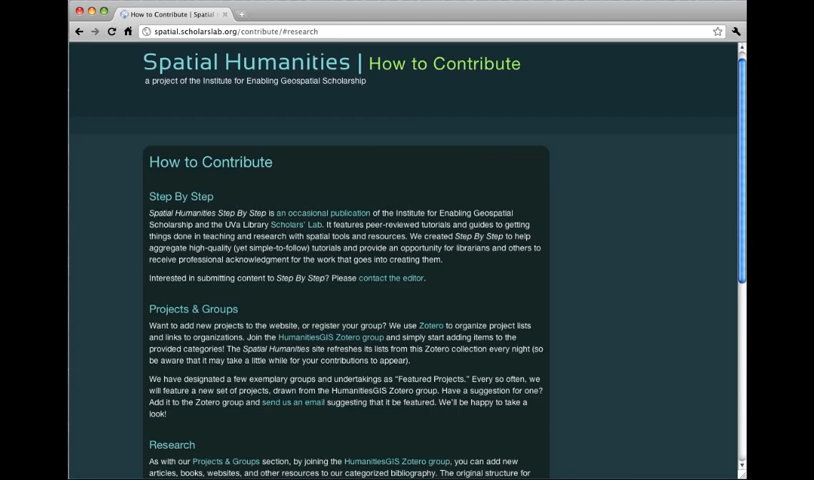 How to Contribute | Spatial
spatial.scholarslab.org/contribute/#research
Spatial Humanities | How to Contribute
a project of the Institute for Enabling Geospatial Scholarship
How to Contribute
Step By Step
Spatial Humanities Step By Step is an occasional publication of the Institute for Enabling Geospatial
Scholarship and the UVa Library Scholars' Lab. It features peer-reviewed tutorials and guides to getting
things done in teaching and research with spatial tools and resources. We created Step By Step to help
aggregate high-quality (yet simple-to-follow) tutorials and provide an opportunity for librarians and others to
receive professional acknowledgment for the work that goes into creating them.
Interested in submitting content to Step By Step? Please contact the editor.
Projects & Groups
Want to add new projects to the website, or register your group? We use Zotero to organize project lists
and links to organizations. Join the HumanitiesGIS Zotero group and simply start adding items to the
provided categories! The Spatial Humanities site refreshes its lists from this Zotero collection every night (so
be aware that it may take a little while for your contributions to appear).
We have designated a few exemplary groups and undertakings as "Featured Projects." Every so often, we
will feature a new set of projects, drawn from the HumanitiesGIS Zotero group. Have a suggestion for one?
Add it to the Zotero group and send us an email suggesting that it be featured. We'll be happy to take a
look!
Research
As with our Projects & Groups section, by joining the HumanitiesGIS Zotero group, you can add new
articles, books, websites, and other resources to our categorized bibliography. The original structure for